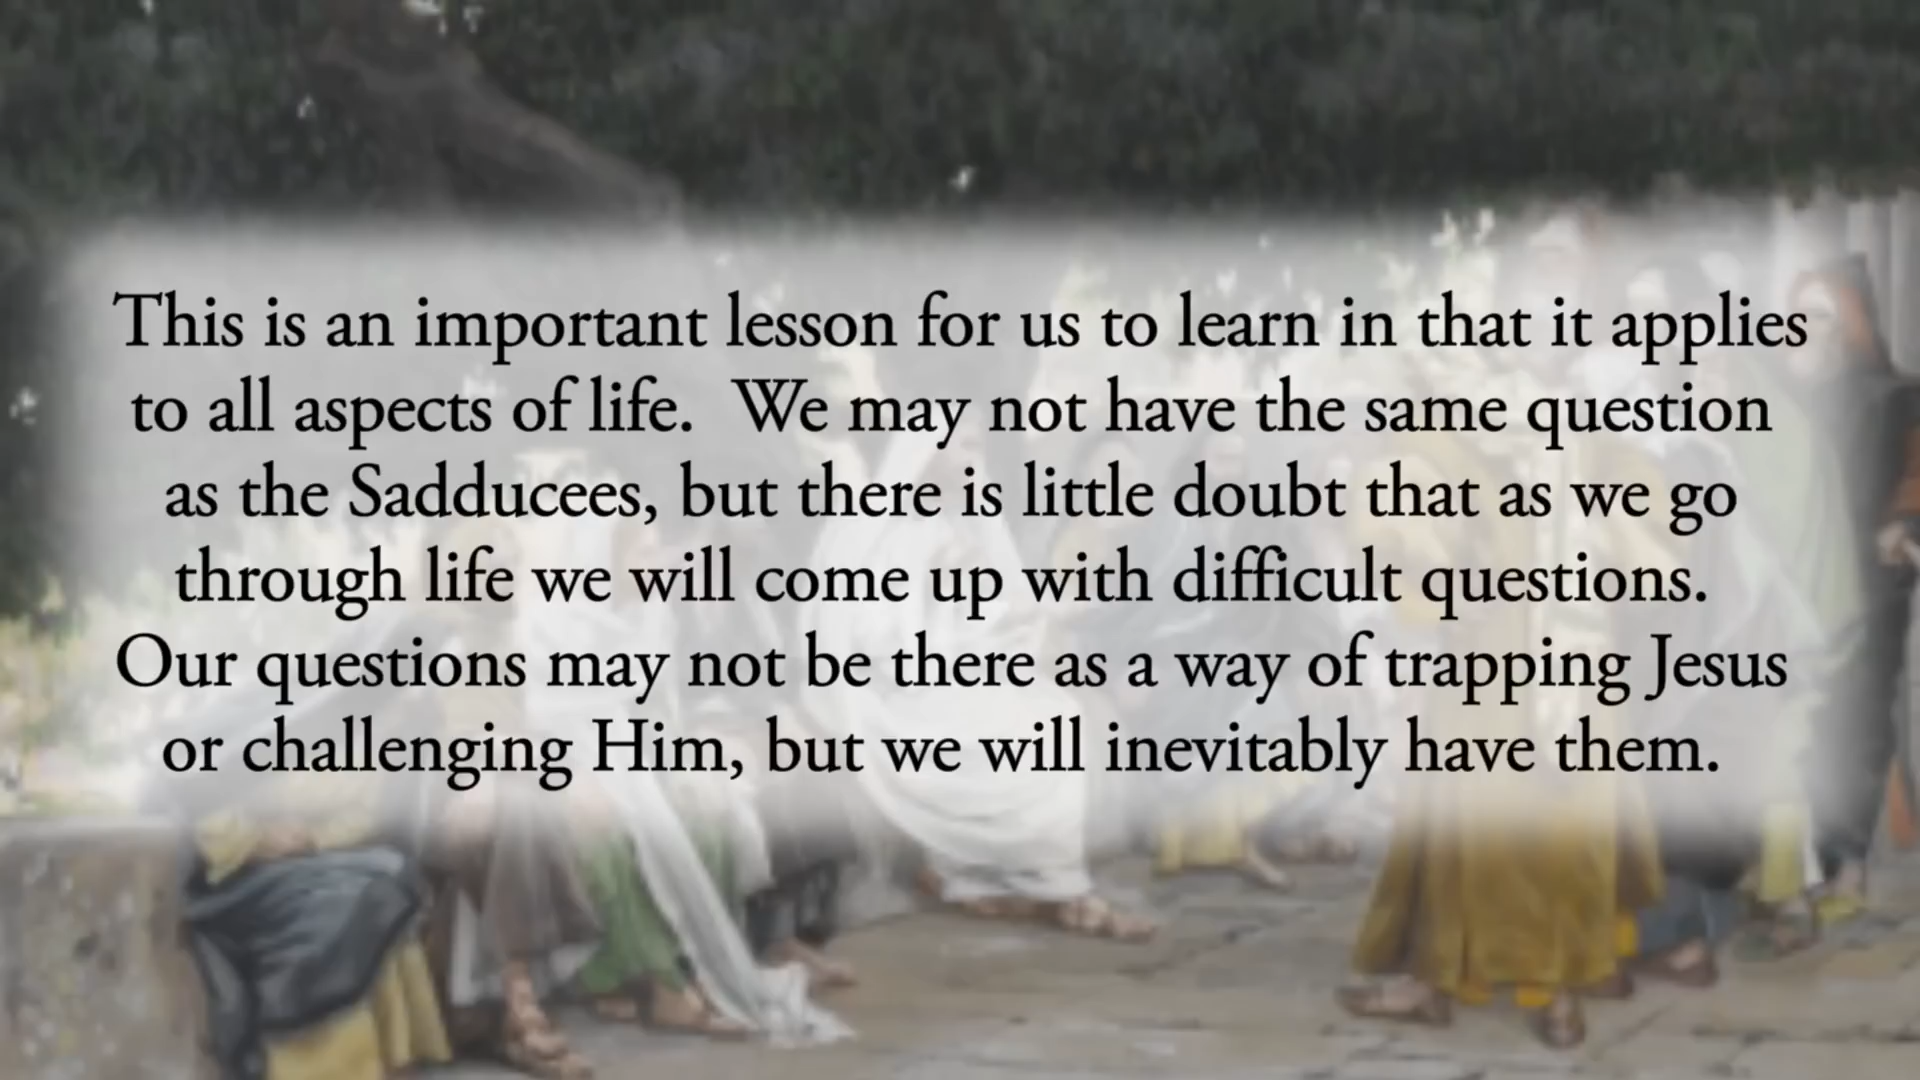 This is an important lesson for us to learn in that it applies
to all aspects of life.  We may not have the same question
as the Sadducees, but there is little doubt that as we go
through life we will come up with difficult questions.
Our questions may not be there as a way of trapping Jesus
or challenging Him, but we will inevitably have them.